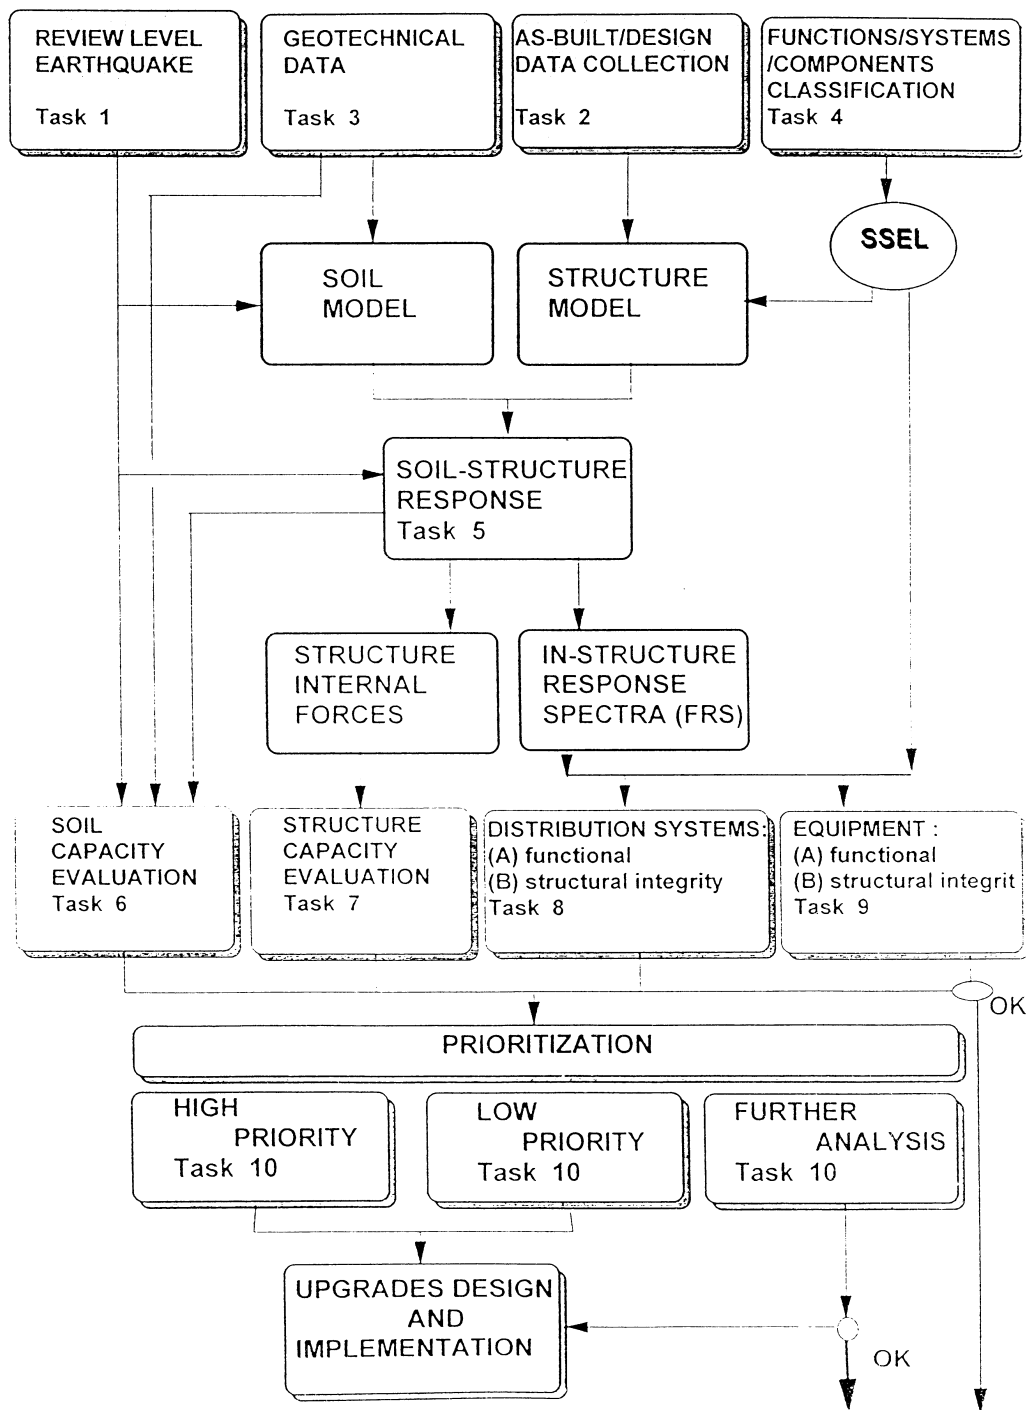 REVIEW LEVEL
EARTHQUAKE
Task 1
GEOTECHNICAL
DATA
Task 3
AS-BUILT/DESIGN
DATA COLLECTION
Task 2
FUNCTIONS/SYSTEMS
/COMPONENTS
CLASSIFICATION
Task 4
SSEL
SOIL
MODEL
STRUCTURE
MODEL
SOIL-STRUCTURE
RESPONSE
Task 5
STRUCTURE
INTERNAL
FORCES
IN-STRUCTURE
RESPONSE
SPECTRA (FRS)
SOIL
CAPACITY
EVALUATION
Task 6
STRUCTURE
CAPACITY
EVALUATION
Task 7
DISTRIBUTION SYSTEMS:
(A) functional
(B) structural integrity
Task 8
EQUIPMENT :
(A) functional
(B) structural integrit
Task 9
OK
PRIORITIZATION
HIGH
PRIORITY
Task 10
LOW
PRIORITY
Task 10
FURTHER
ANALYSIS
Task 10
UPGRADES DESIGN
AND
IMPLEMENTATION
OK